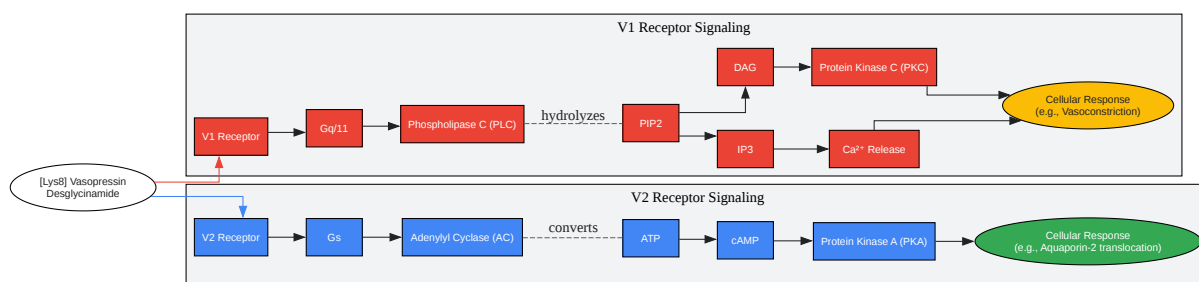 V1 Receptor Signaling
DAG
Protein Kinase C (PKC)
Cellular Response
(e.g., Vasoconstriction)
V1 Receptor
Gq/11
Phospholipase C (PLC)
hydrolyzes
PIP2
IP3
Ca²⁺ Release
[Lys8] Vasopressin
Desglycinamide
V2 Receptor Signaling
V2 Receptor
Gs
Adenylyl Cyclase (AC)
converts
ATP
cAMP
Protein Kinase A (PKA)
Cellular Response
(e.g., Aquaporin-2 translocation)